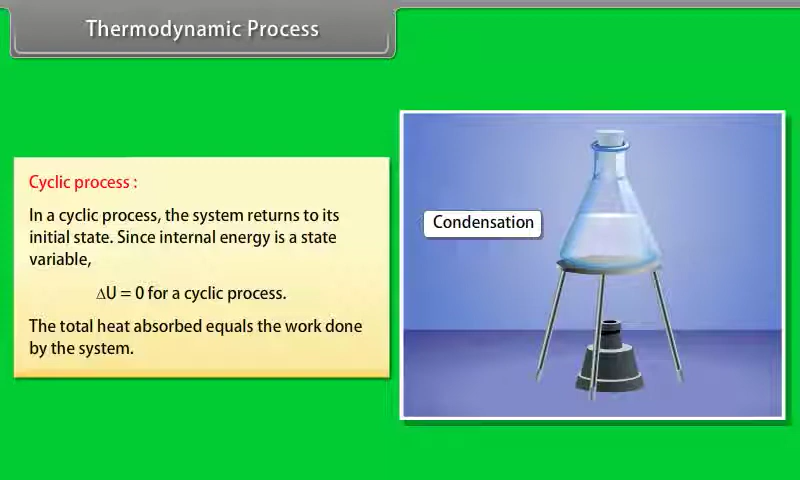 Thermodynamic Process
Cyclic process :
In a cyclic process, the system returns to its
initial state. Since internal energy is a state
variable,
∆U = 0 for a cyclic process.
The total heat absorbed equals the work done
by the system.
Condensation